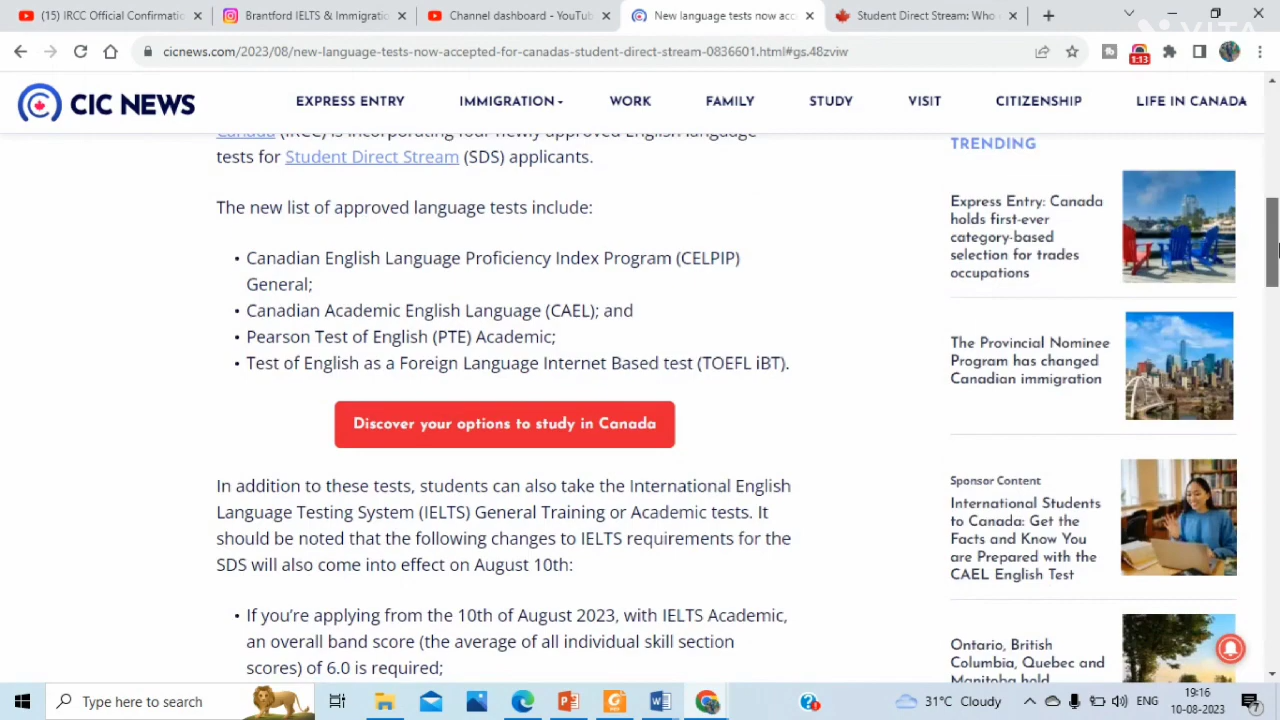 (15) IRCC Official Confirmatio
Brantford IELTS & Immigratio
Channel dashboard - YouTube
New language tests now acc
Student Direct Stream: Who c
cicnews.com/2023/08/new-language-tests-now-accepted-for-canadas-student-direct-stream-0836601.html#gs.48zviw
1:13
CIC NEWS
EXPRESS ENTRY
IMMIGRATION
WORK
FAMILY
STUDY
VISIT
CITIZENSHIP
LIFE IN CANADA
Canada (IRCC) is incorporating four newly approved English language
tests for Student Direct Stream (SDS) applicants.
The new list of approved language tests include:
• Canadian English Language Proficiency Index Program (CELPIP)
General;
• Canadian Academic English Language (CAEL); and
• Pearson Test of English (PTE) Academic;
• Test of English as a Foreign Language Internet Based test (TOEFL iBT).
Discover your options to study in Canada
In addition to these tests, students can also take the International English
Language Testing System (IELTS) General Training or Academic tests. It
should be noted that the following changes to IELTS requirements for the
SDS will also come into effect on August 10th:
• If you’re applying from the 10th of August 2023, with IELTS Academic,
an overall band score (the average of all individual skill section
scores) of 6.0 is required;
TRENDING
Express Entry: Canada
holds first-ever
category-based
selection for trades
occupations
The Provincial Nominee
Program has changed
Canadian immigration
Sponsor Content
International Students
to Canada: Get the
Facts and Know You
are Prepared with the
CAEL English Test
Ontario, British
Columbia, Quebec and
Manitoba hold
Type here to search
31°C Cloudy
ENG
19:16
10-08-2023
7